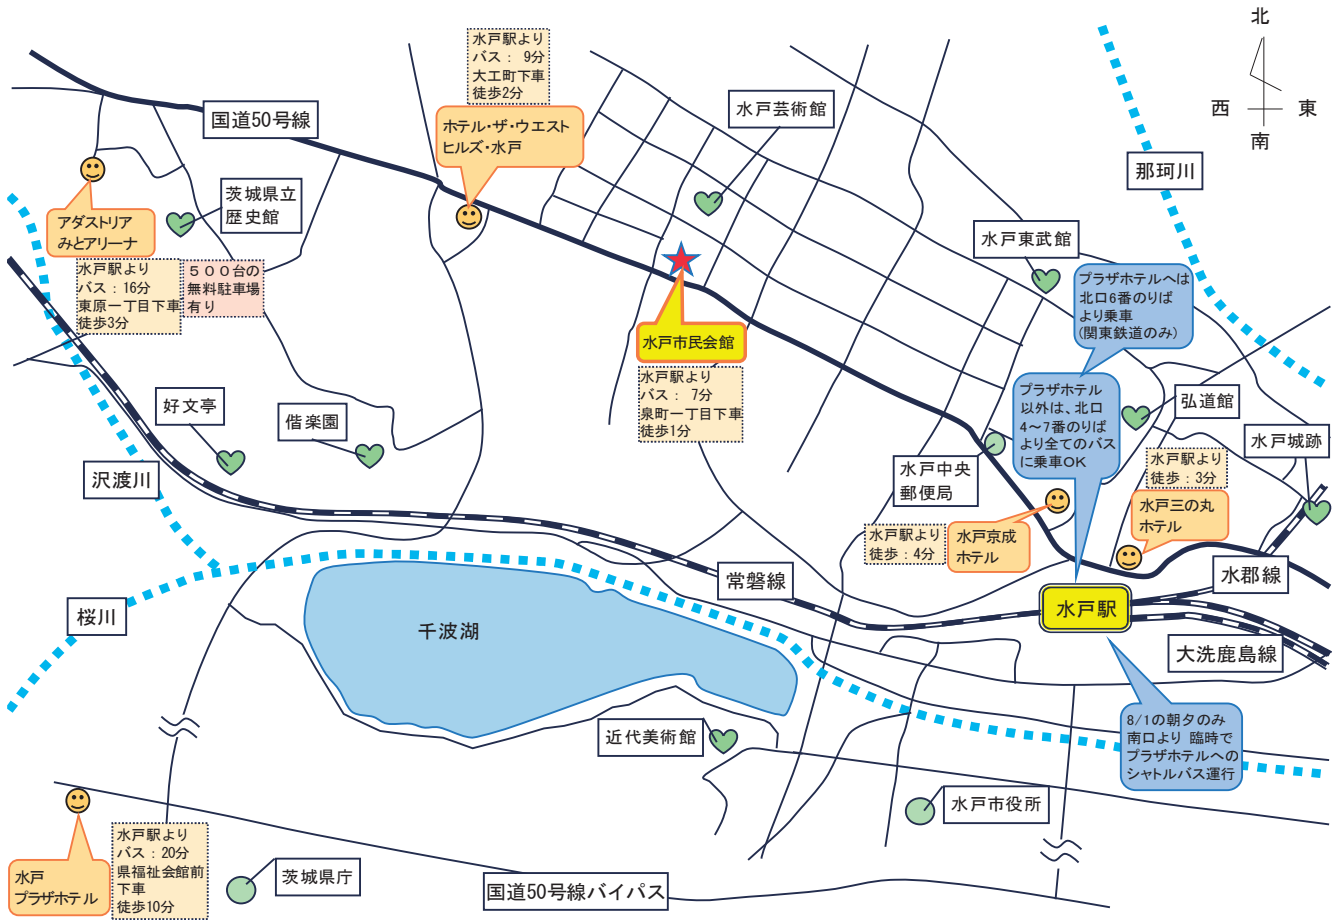 北
西
東
南
水戸駅より
バス： 9分
大工町下車
徒歩2分
ホテル・ザ・ウエスト
ヒルズ・水戸
国道50号線
水戸芸術館
那珂川
茨城県立
歴史館
アダストリア
みとアリーナ
水戸駅より
バス：16分
東原一丁目下車
徒歩3分
５００台の
無料駐車場
有り
水戸東武館
プラザホテルへは
北口6番のりば
より乗車
(関東鉄道のみ)
水戸市民会館
水戸駅より
バス： 7分
泉町一丁目下車
徒歩1分
プラザホテル
以外は、北口
4～7番のりば
より全てのバス
に乗車OK
弘道館
水戸城跡
好文亭
偕楽園
沢渡川
水戸中央
郵便局
水戸駅より
徒歩：3分
水戸三の丸
ホテル
水戸駅より
徒歩：4分
水戸京成
ホテル
常磐線
水郡線
桜川
千波湖
水戸駅
大洗鹿島線
近代美術館
8/1の朝夕のみ
南口より 臨時で
プラザホテルへの
シャトルバス運行
水戸市役所
水戸
プラザホテル
水戸駅より
バス：20分
県福祉会館前
下車
徒歩10分
茨城県庁
国道50号線バイパス